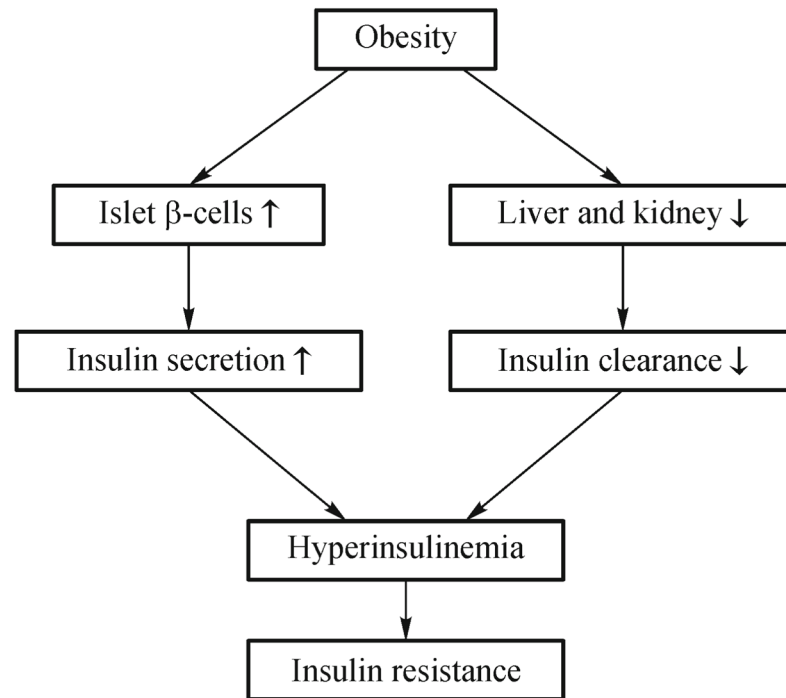 Obesity
Islet β-cells ↑
Liver and kidney ↓
Insulin secretion ↑
Insulin clearance ↓
Hyperinsulinemia
Insulin resistance